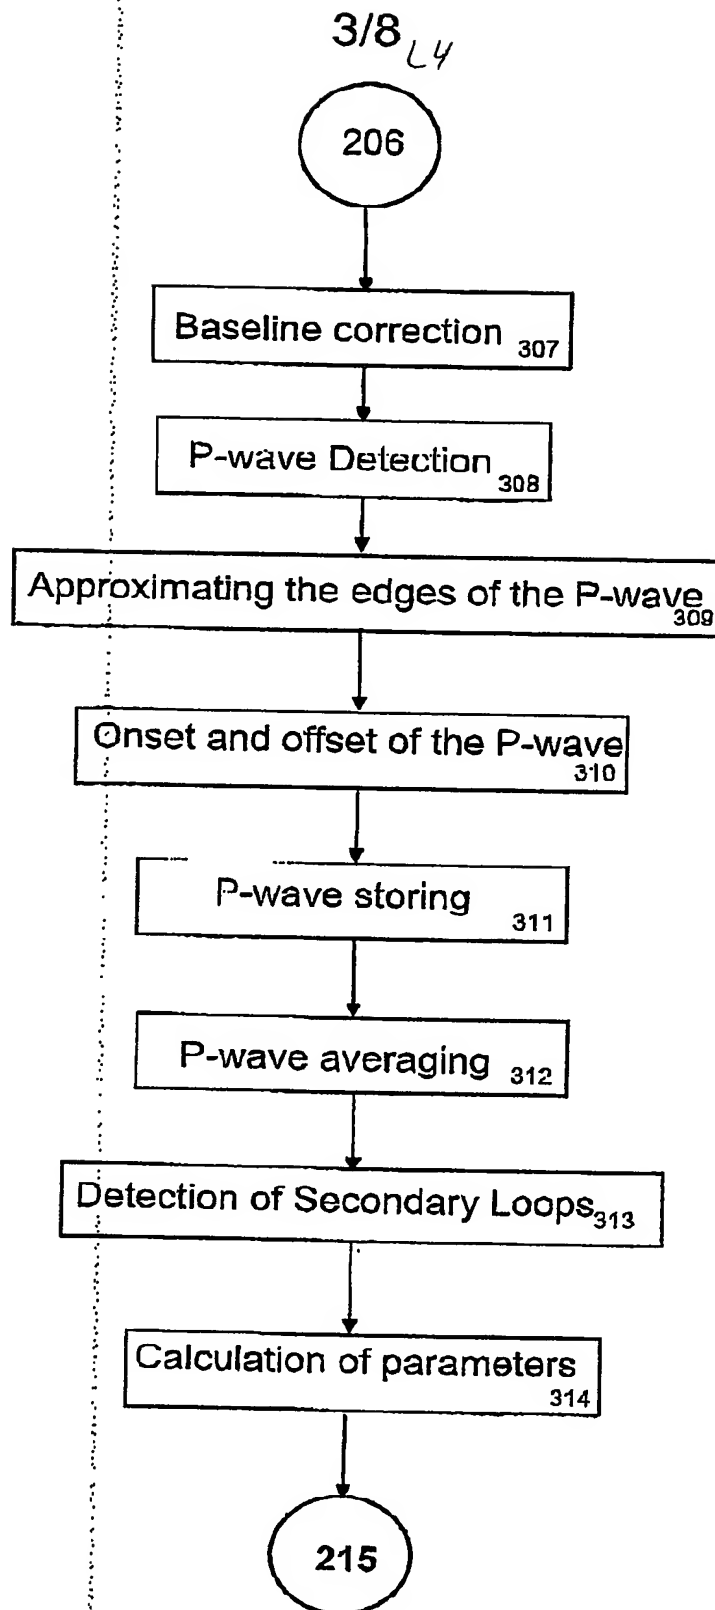 3/8 L4
206
Baseline correction 307
P-wave Detection 308
Approximating the edges of the P-wave 309
Onset and offset of the P-wave 310
P-wave storing 311
P-wave averaging 312
Detection of Secondary Loops 313
Calculation of parameters 314
215